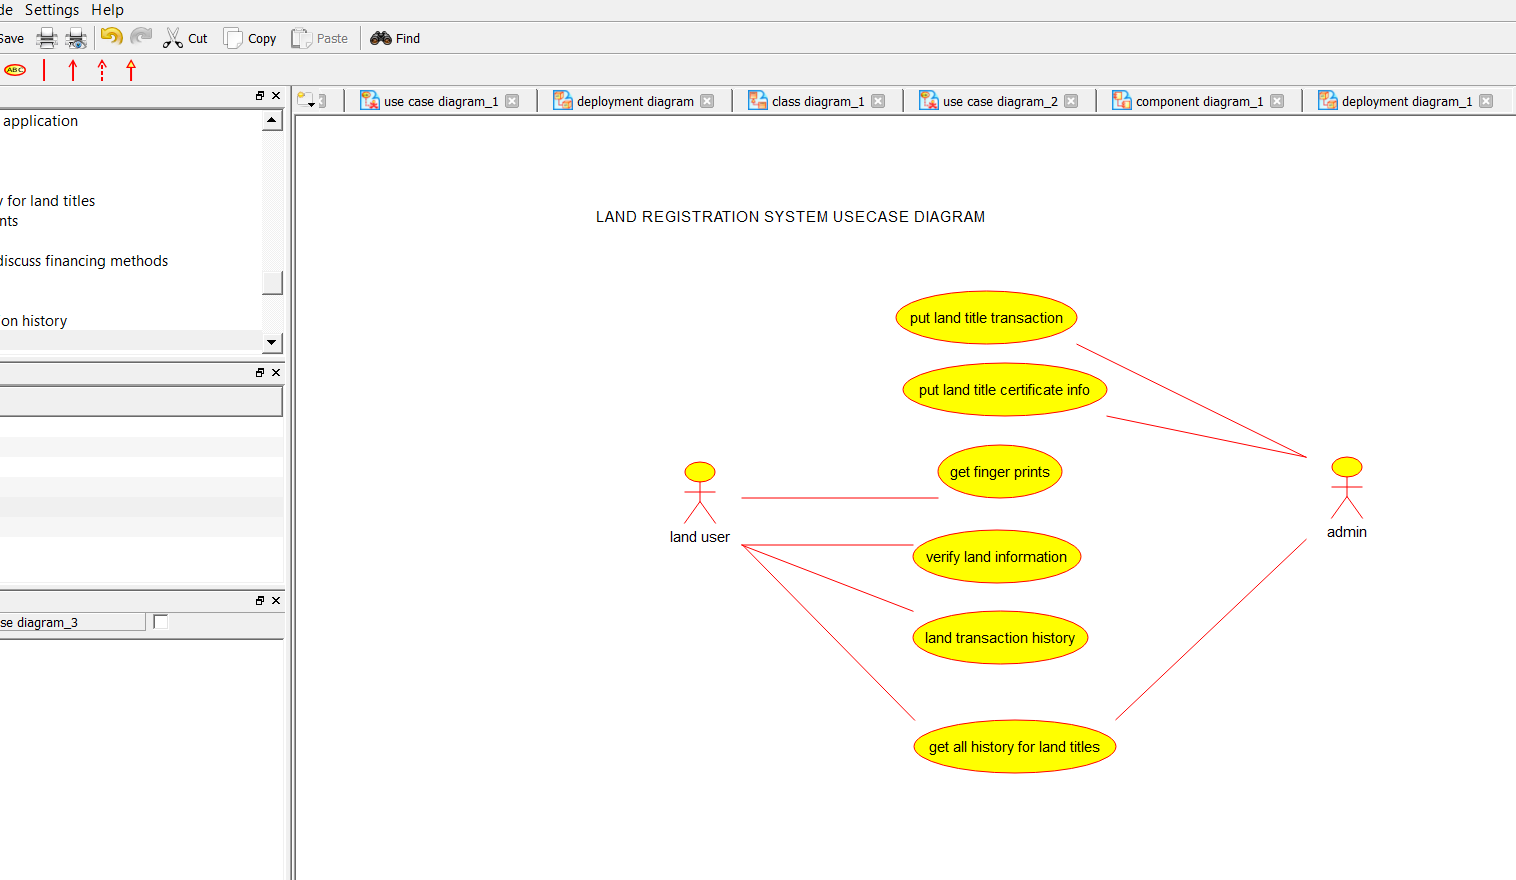 de Settings Help
Save Cut Copy Paste Find
ABC
use case diagram_1 deployment diagram class diagram_1 use case diagram_2 component diagram_1 deployment diagram_1
application
y for land titles
nts
discuss financing methods
on history
se diagram_3
LAND REGISTRATION SYSTEM USECASE DIAGRAM
put land title transaction
put land title certificate info
get finger prints
land user
admin
verify land information
land transaction history
get all history for land titles